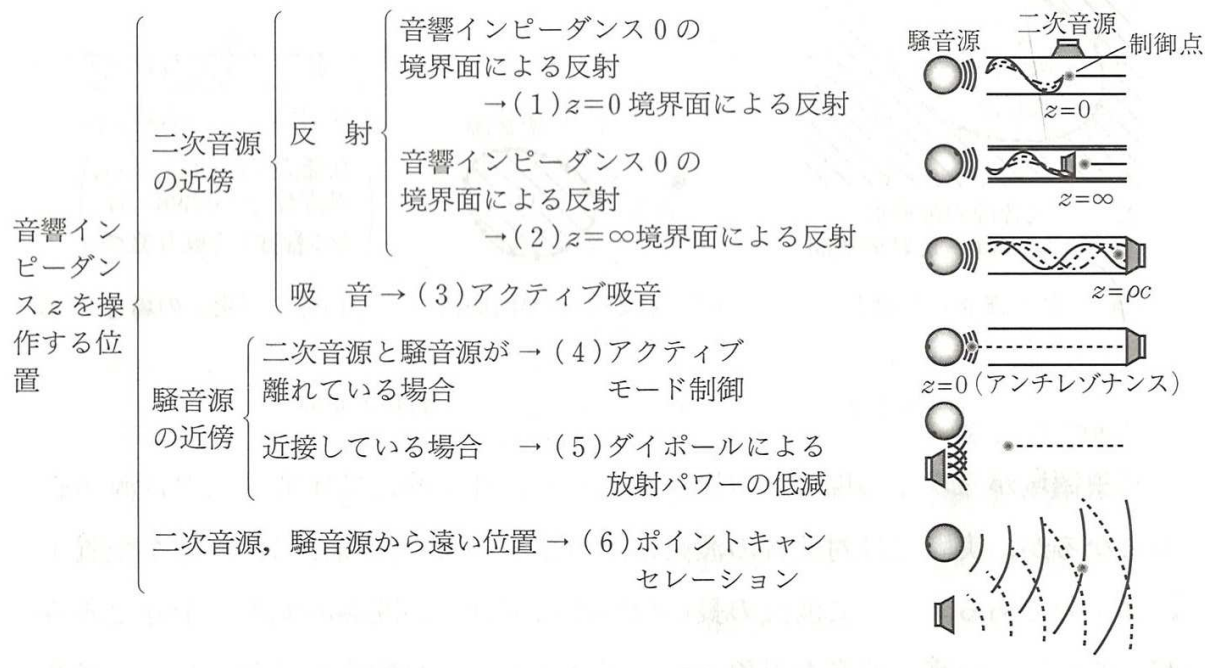 音響イン
ピーダン
スzを操
作する位
置
二次音源
の近傍
反 射
音響インピーダンス0の
境界面による反射
→(1)z=0境界面による反射
音響インピーダンス0の
境界面による反射
→(2)z=∞境界面による反射
吸 音→(3)アクティブ吸音
騒音源
の近傍
二次音源と騒音源が→(4)アクティブ
離れている場合 モード制御
近接している場合 →(5)ダイポールによる
放射パワーの低減
二次音源,騒音源から遠い位置→(6)ポイントキャン
セレーション
二次音源
騒音源
制御点
z=0
z=∞
z=ρc
z=0(アンチレゾナンス)